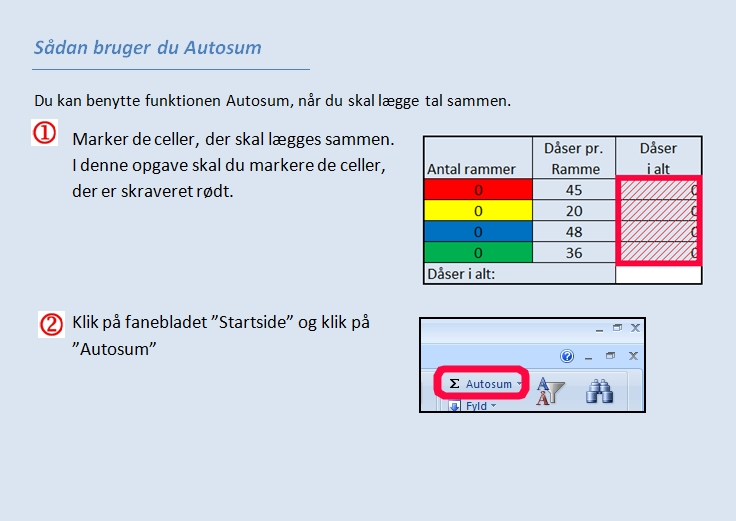 Sådan bruger du Autosum
Du kan benytte funktionen Autosum, når du skal lægge tal sammen.
1
Marker de celler, der skal lægges sammen.
I denne opgave skal du markere de celler,
der er skraveret rødt.
Antal rammer Dåser pr. Ramme Dåser i alt
0 45 0
0 20 0
0 48 0
0 36 0
Dåser i alt:
2
Klik på fanebladet ”Startside” og klik på
”Autosum”
Σ Autosum
Fyld
A
Å